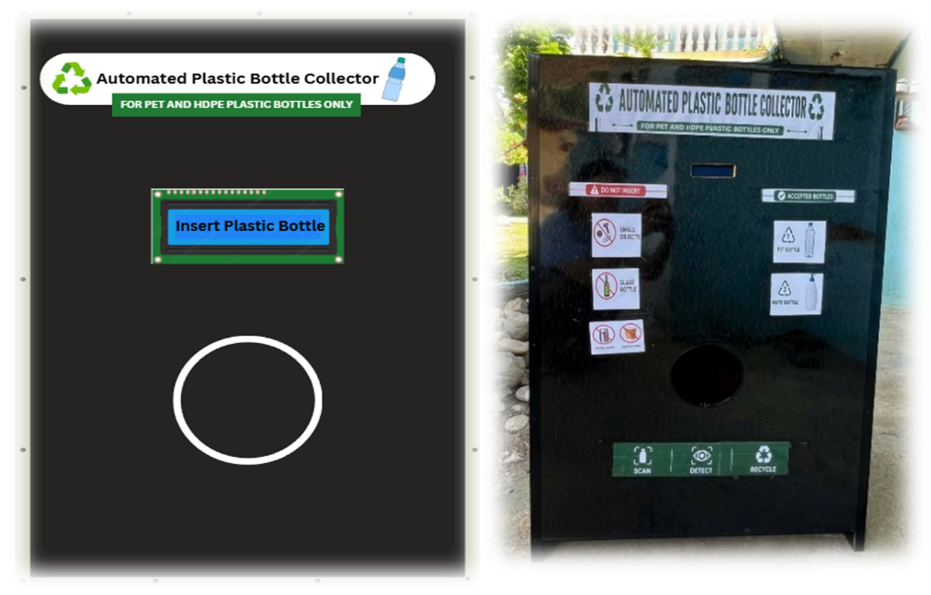 Automated Plastic Bottle Collector
FOR PET AND HDPE PLASTIC BOTTLES ONLY
Insert Plastic Bottle
AUTOMATED PLASTIC BOTTLE COLLECTOR
FOR PET AND HDPE PLASTIC BOTTLES ONLY
DO NOT INSERT
ACCEPTED BOTTLES
SMALL
OBJECTS
PET BOTTLE
GLASS
BOTTLE
HDPE BOTTLE
SCAN
DETECT
RECYCLE